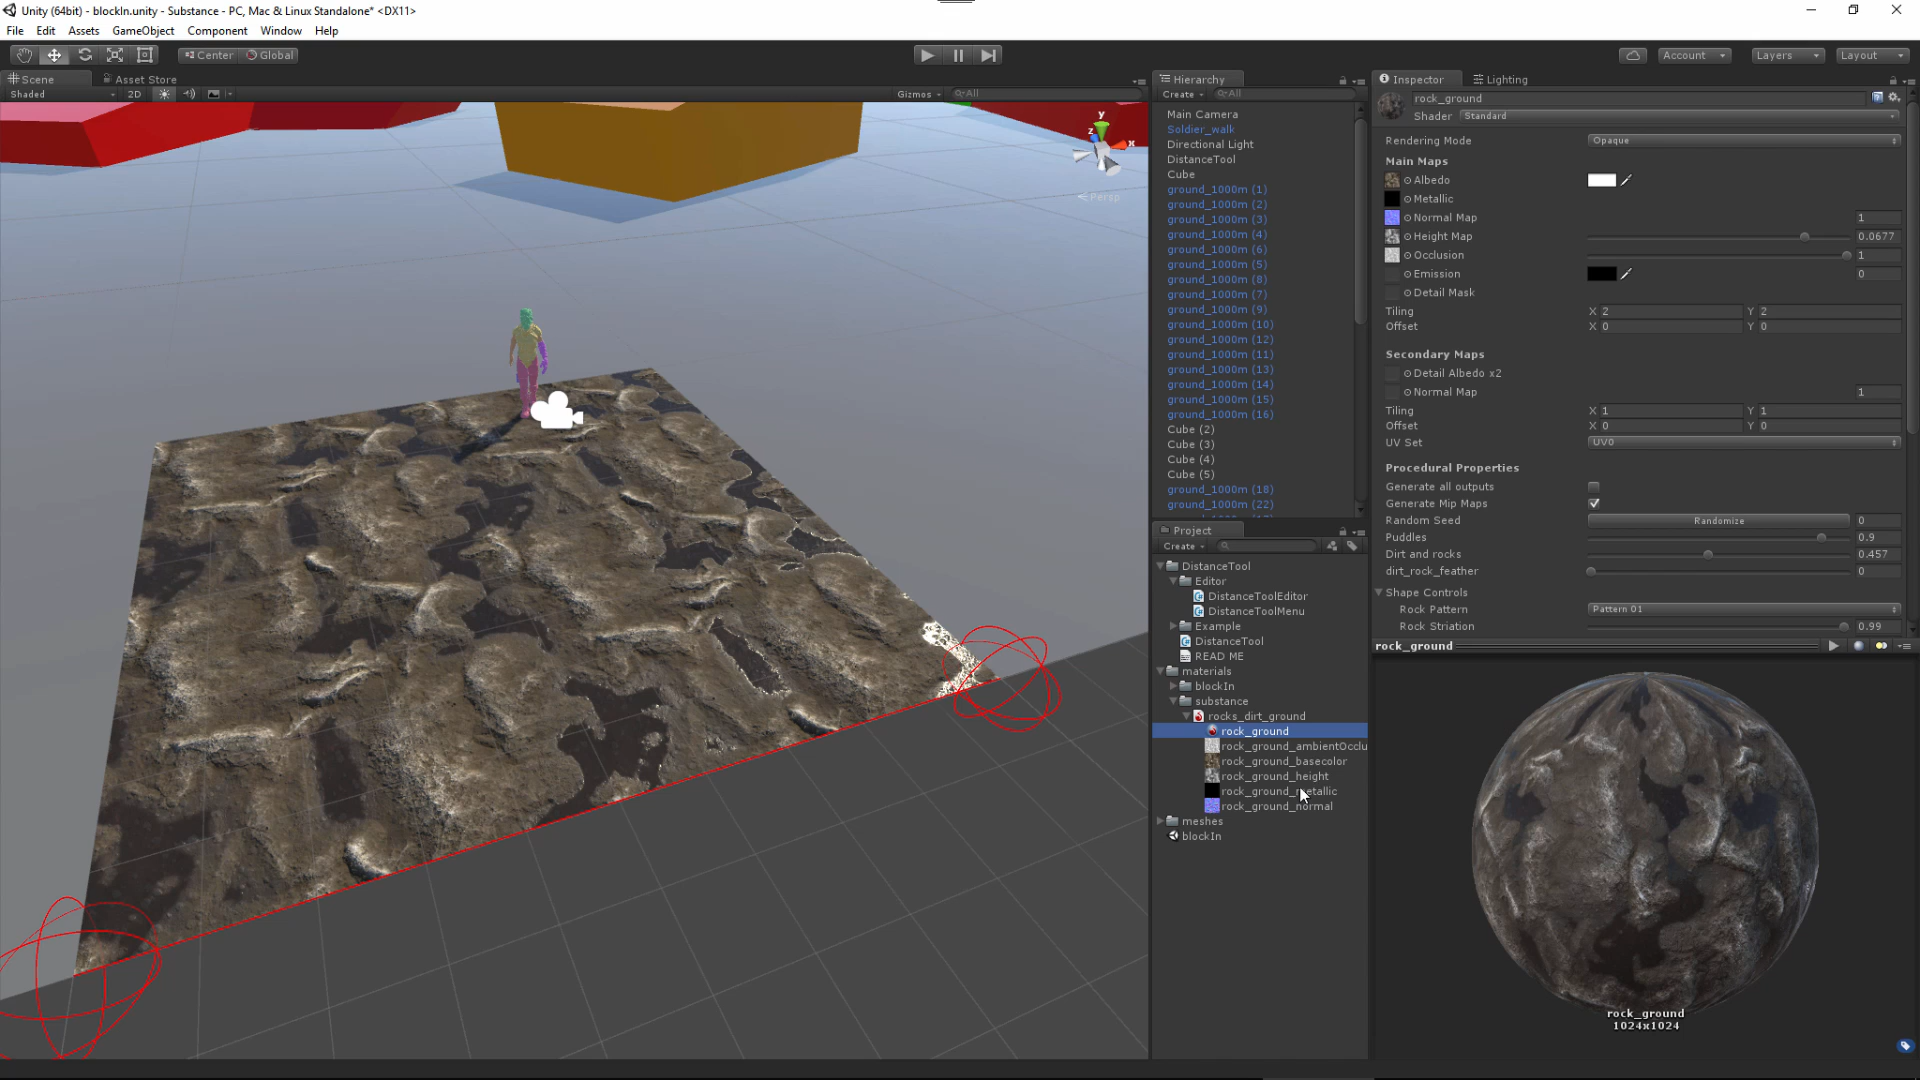 Unity (64bit) - blockIn.unity - Substance - PC, Mac & Linux Standalone* <DX11>
File Edit Assets GameObject Component Window Help
Center Global
Account Layers Layout
Scene Asset Store
Shaded 2D Gizmos All
y
z
x
Persp
Hierarchy
Create All
Main Camera
Soldier_walk
Directional Light
DistanceTool
Cube
ground_1000m (1)
ground_1000m (2)
ground_1000m (3)
ground_1000m (4)
ground_1000m (6)
ground_1000m (5)
ground_1000m (8)
ground_1000m (7)
ground_1000m (9)
ground_1000m (10)
ground_1000m (12)
ground_1000m (11)
ground_1000m (13)
ground_1000m (14)
ground_1000m (15)
ground_1000m (16)
Cube (2)
Cube (3)
Cube (4)
Cube (5)
ground_1000m (18)
ground_1000m (22)
Project
Create
DistanceTool
Editor
DistanceToolEditor
DistanceToolMenu
Example
DistanceTool
READ ME
materials
blockIn
substance
rocks_dirt_ground
rock_ground
rock_ground_ambientOcclu
rock_ground_basecolor
rock_ground_height
rock_ground_metallic
rock_ground_normal
meshes
blockIn
Inspector Lighting
rock_ground
Shader Standard
Rendering Mode Opaque
Main Maps
Albedo
Metallic
Normal Map 1
Height Map 0.0677
Occlusion 1
Emission 0
Detail Mask
Tiling X 2 Y 2
Offset X 0 Y 0
Secondary Maps
Detail Albedo x2
Normal Map 1
Tiling X 1 Y 1
Offset X 0 Y 0
UV Set UV0
Procedural Properties
Generate all outputs
Generate Mip Maps
Random Seed Randomize 0
Puddles 0.9
Dirt and rocks 0.457
dirt_rock_feather 0
Shape Controls
Rock Pattern Pattern 01
Rock Striation 0.99
rock_ground
rock_ground
1024x1024